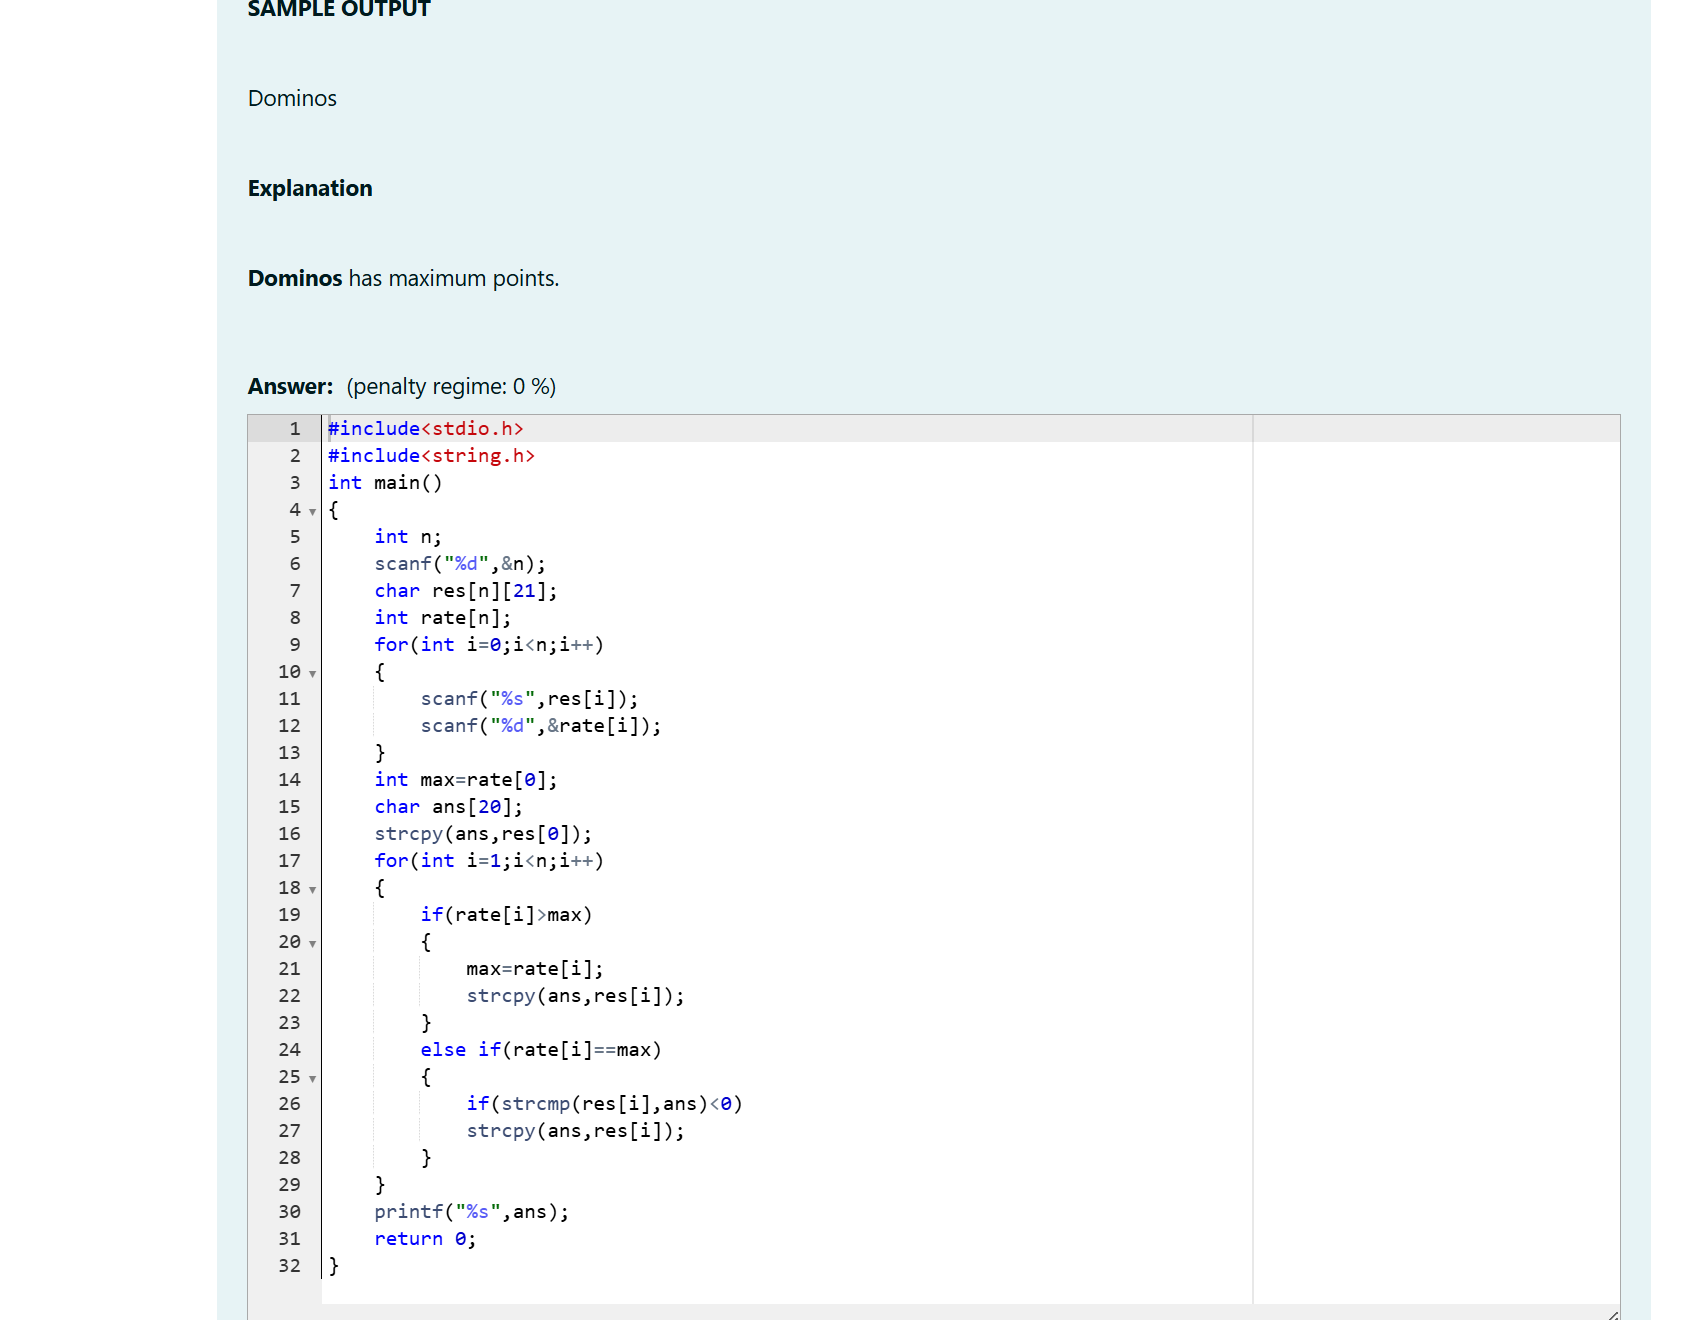 SAMPLE OUTPUT
Dominos
Explanation
Dominos has maximum points.
Answer: (penalty regime: 0 %)
1 #include<stdio.h>
2 #include<string.h>
3 int main()
4 {
5     int n;
6     scanf("%d",&n);
7     char res[n][21];
8     int rate[n];
9     for(int i=0;i<n;i++)
10     {
11         scanf("%s",res[i]);
12         scanf("%d",&rate[i]);
13     }
14     int max=rate[0];
15     char ans[20];
16     strcpy(ans,res[0]);
17     for(int i=1;i<n;i++)
18     {
19         if(rate[i]>max)
20         {
21             max=rate[i];
22             strcpy(ans,res[i]);
23         }
24         else if(rate[i]==max)
25         {
26             if(strcmp(res[i],ans)<0)
27             strcpy(ans,res[i]);
28         }
29     }
30     printf("%s",ans);
31     return 0;
32 }